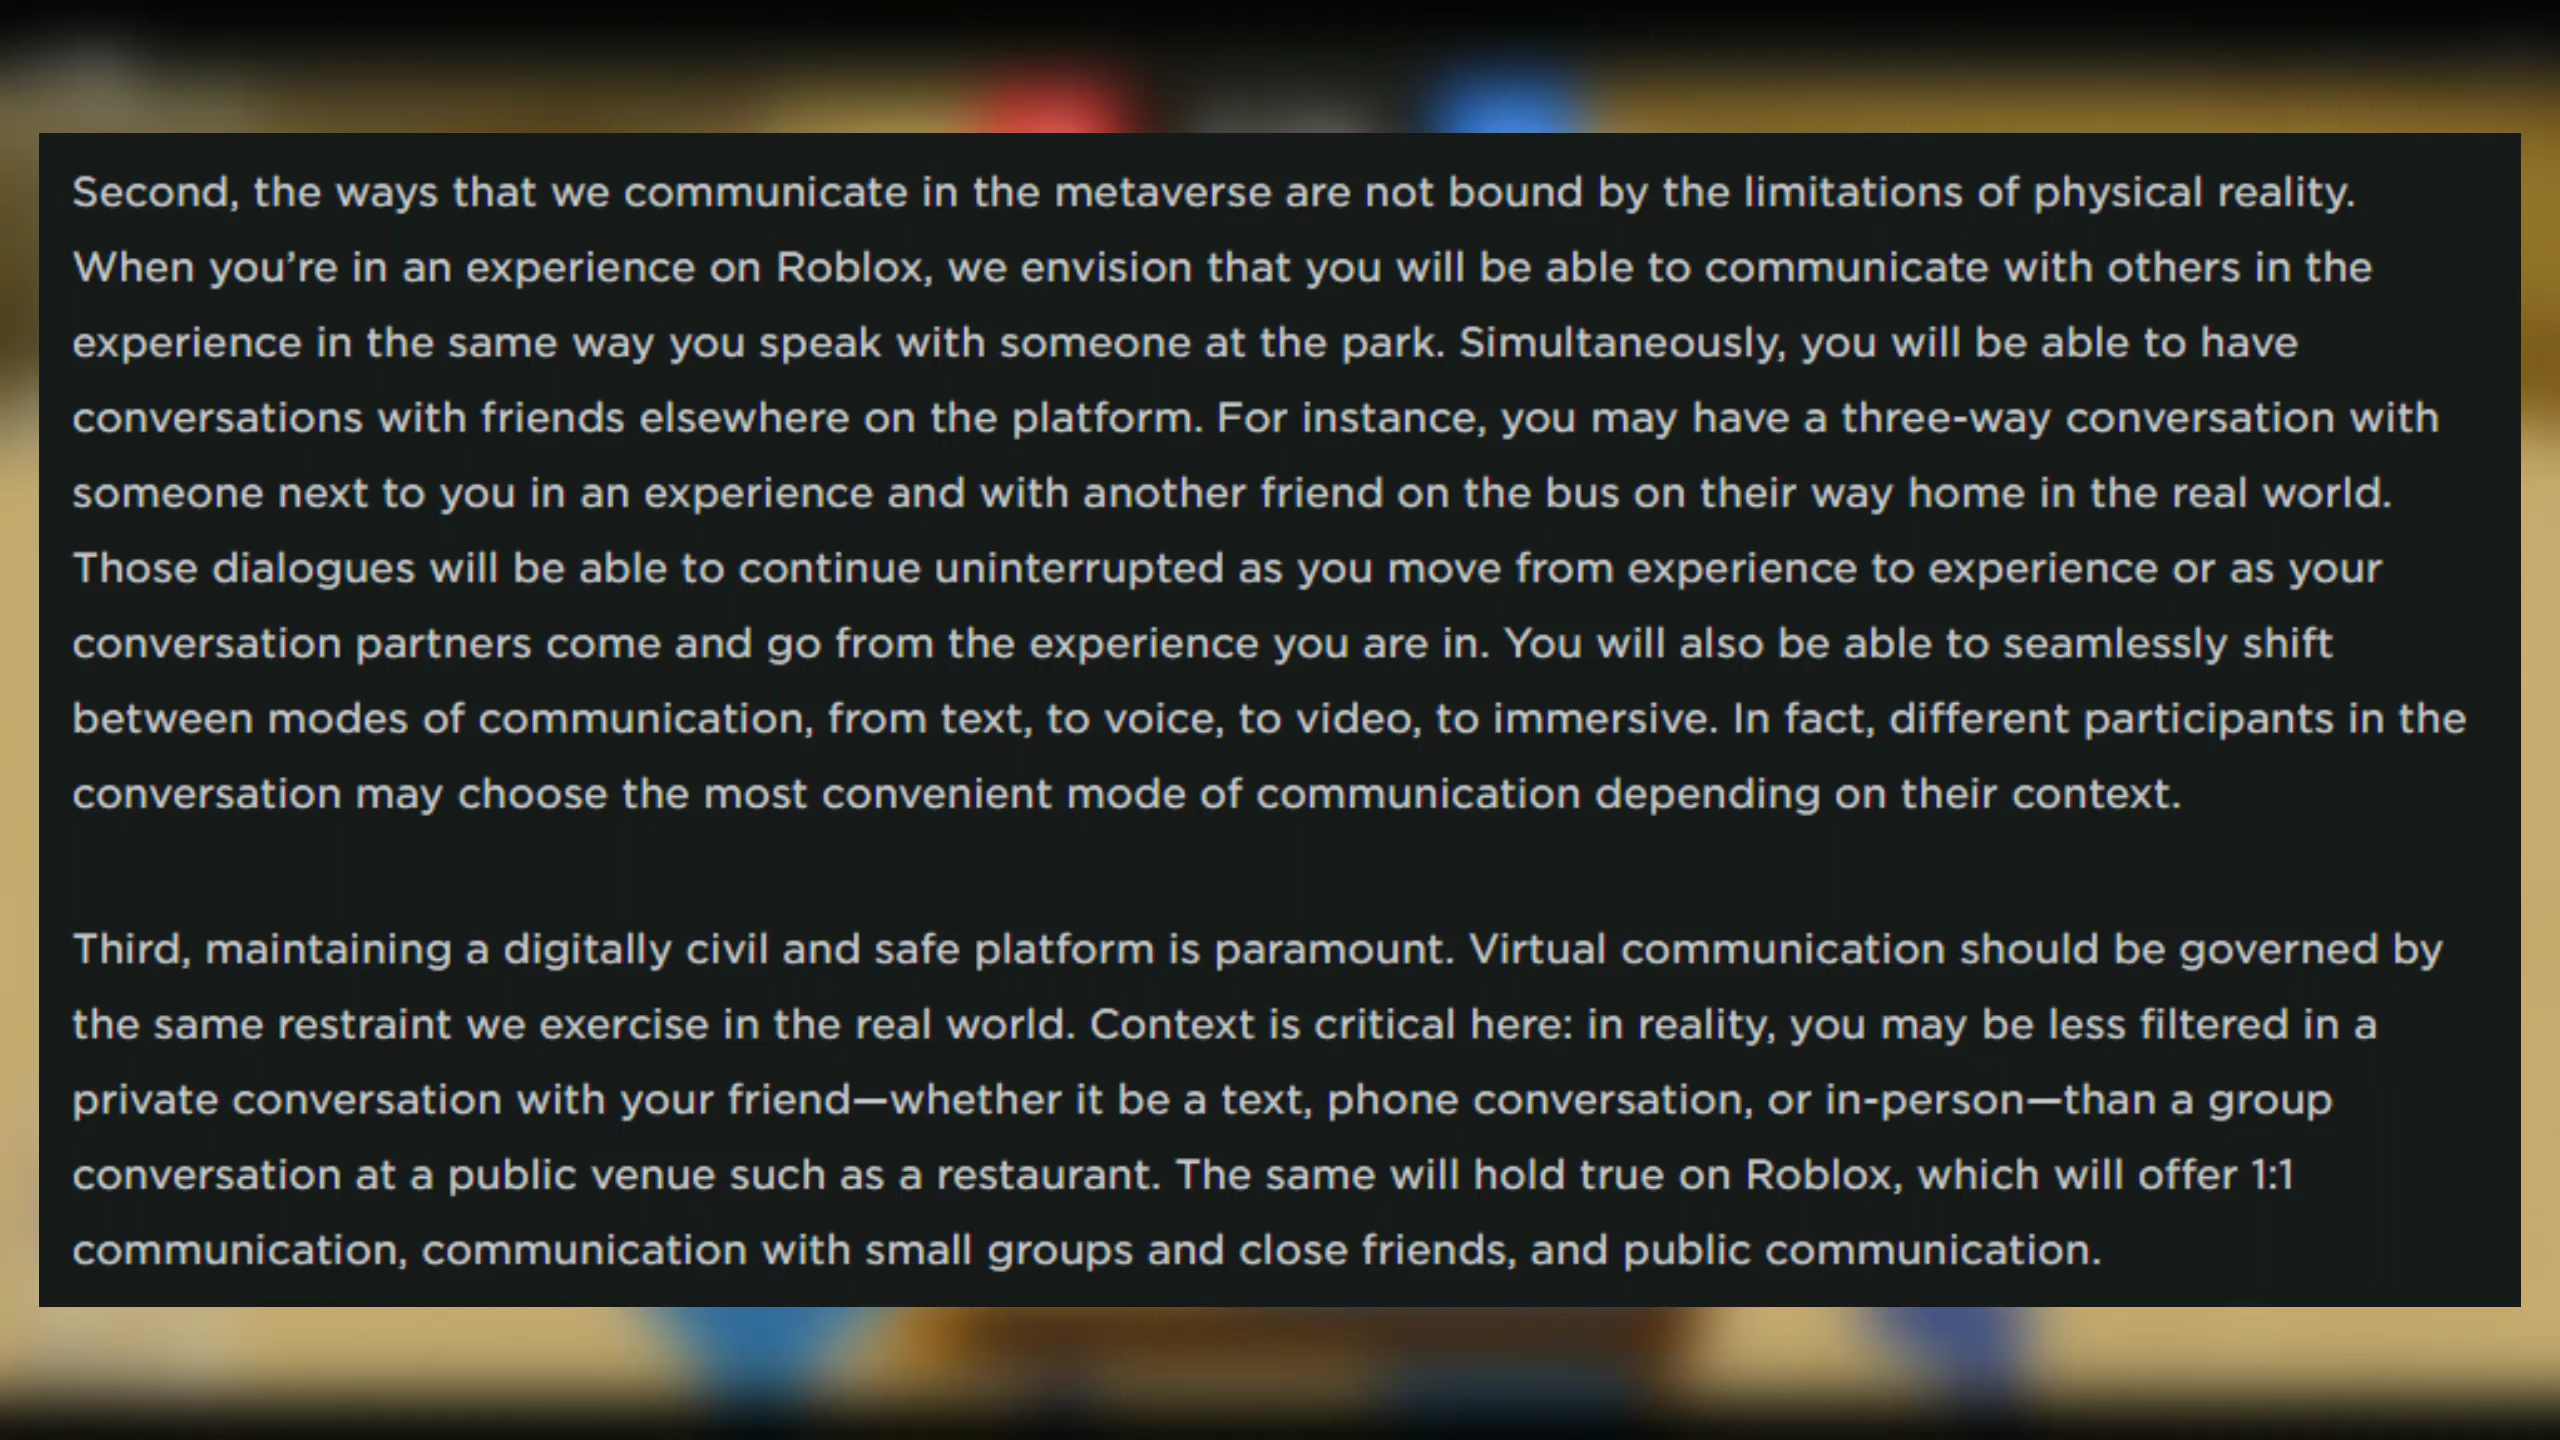 Second, the ways that we communicate in the metaverse are not bound by the limitations of physical reality.
When you’re in an experience on Roblox, we envision that you will be able to communicate with others in the
experience in the same way you speak with someone at the park. Simultaneously, you will be able to have
conversations with friends elsewhere on the platform. For instance, you may have a three-way conversation with
someone next to you in an experience and with another friend on the bus on their way home in the real world.
Those dialogues will be able to continue uninterrupted as you move from experience to experience or as your
conversation partners come and go from the experience you are in. You will also be able to seamlessly shift
between modes of communication, from text, to voice, to video, to immersive. In fact, different participants in the
conversation may choose the most convenient mode of communication depending on their context.
Third, maintaining a digitally civil and safe platform is paramount. Virtual communication should be governed by
the same restraint we exercise in the real world. Context is critical here: in reality, you may be less filtered in a
private conversation with your friend—whether it be a text, phone conversation, or in-person—than a group
conversation at a public venue such as a restaurant. The same will hold true on Roblox, which will offer 1:1
communication, communication with small groups and close friends, and public communication.